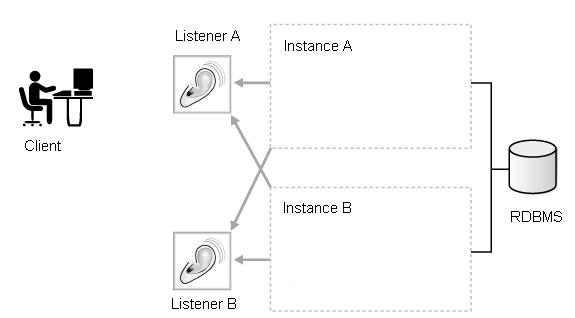 Listener A
Instance A
Client
Instance B
RDBMS
Listener B